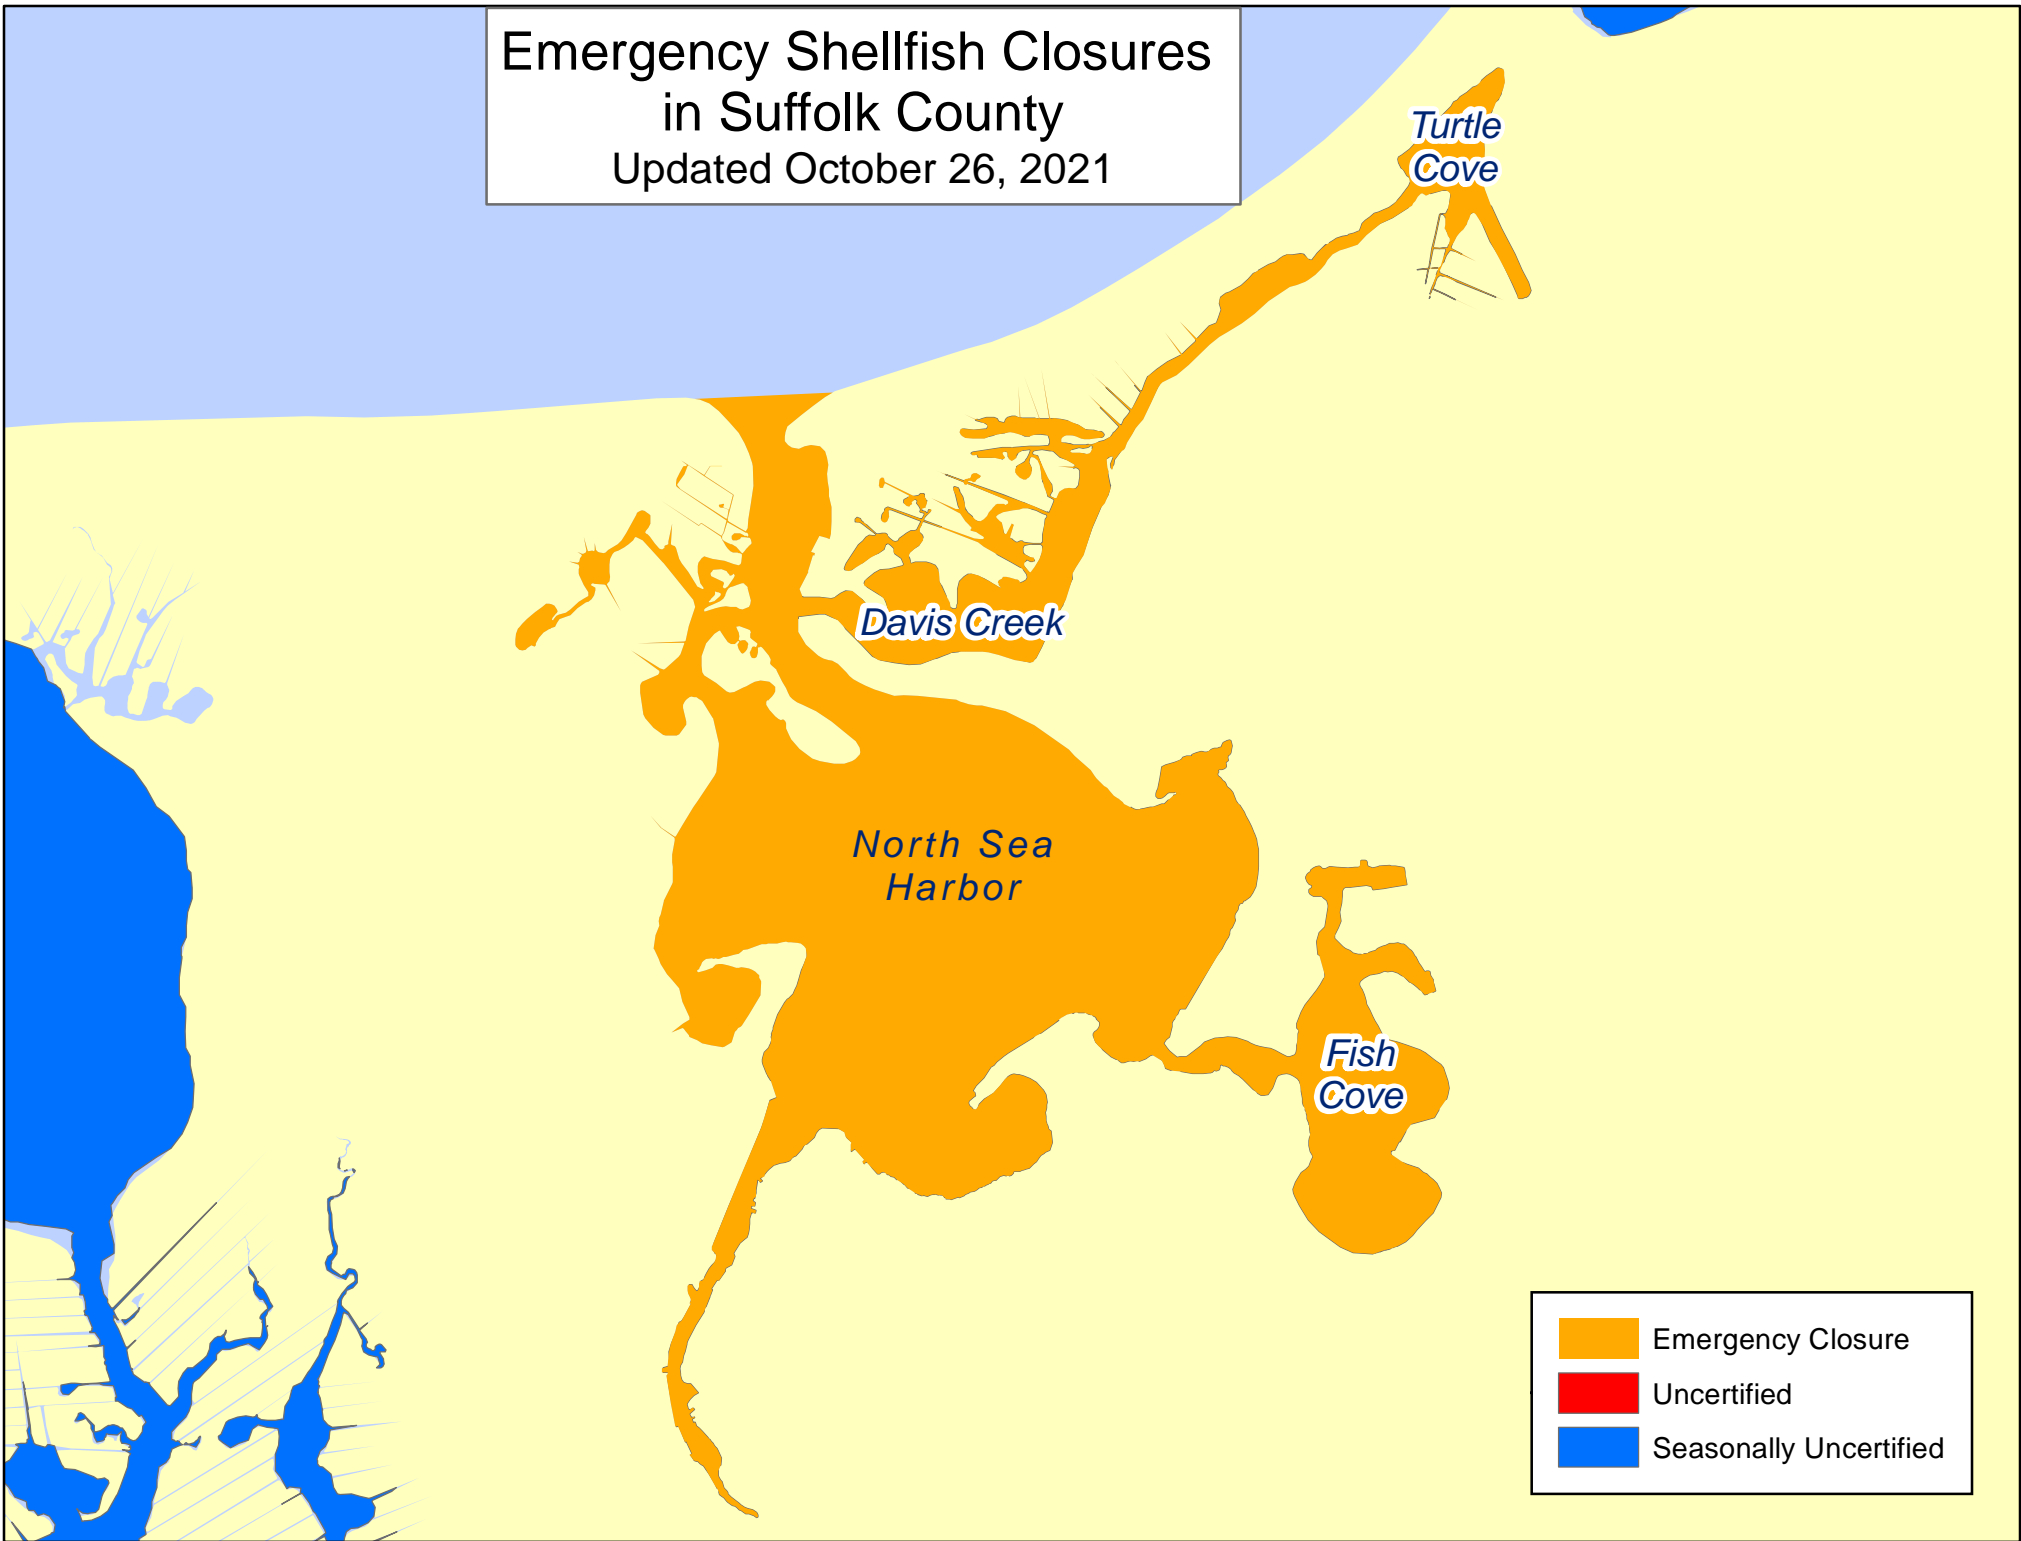 Emergency Shellfish Closures
in Suffolk County
Updated October 26, 2021
Turtle
Cove
Davis Creek
North Sea
Harbor
Fish
Cove
Emergency Closure
Uncertified
Seasonally Uncertified